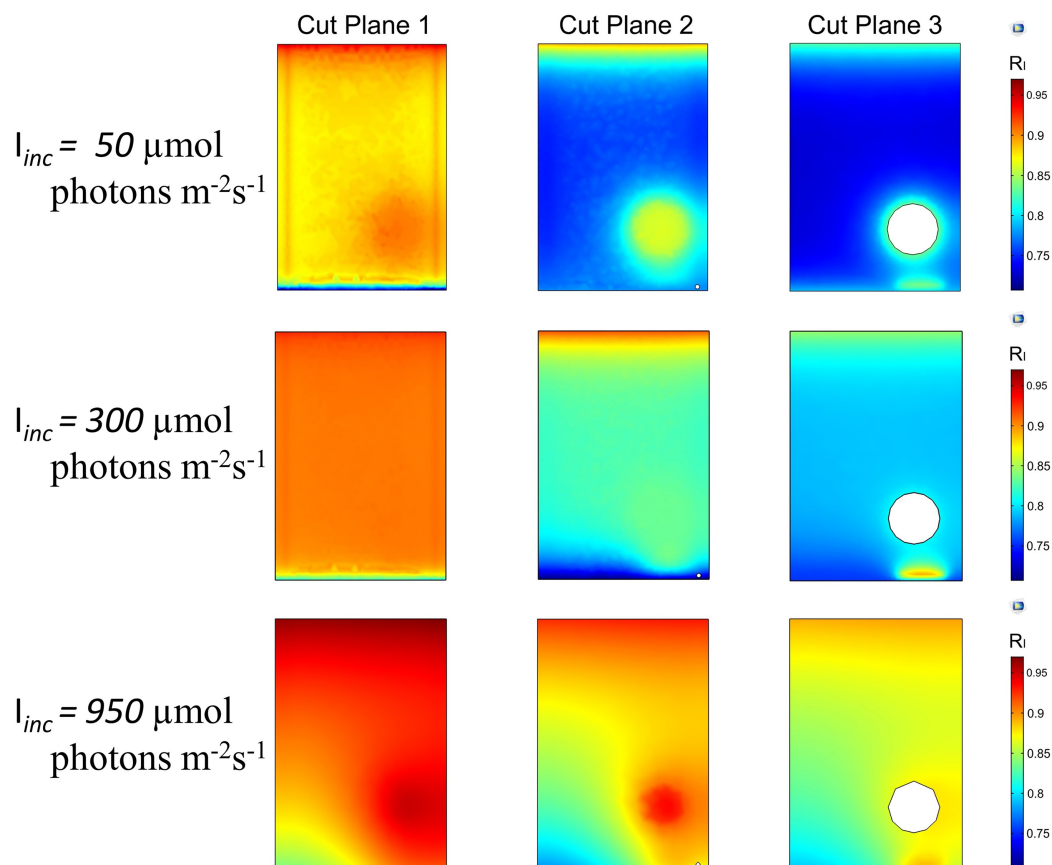 Cut Plane 1 Cut Plane 2 Cut Plane 3
I_inc = 50 µmol
photons m⁻²s⁻¹
R_I
0.95
0.9
0.85
0.8
0.75
I_inc = 300 µmol
photons m⁻²s⁻¹
R_I
0.95
0.9
0.85
0.8
0.75
I_inc = 950 µmol
photons m⁻²s⁻¹
R_I
0.95
0.9
0.85
0.8
0.75